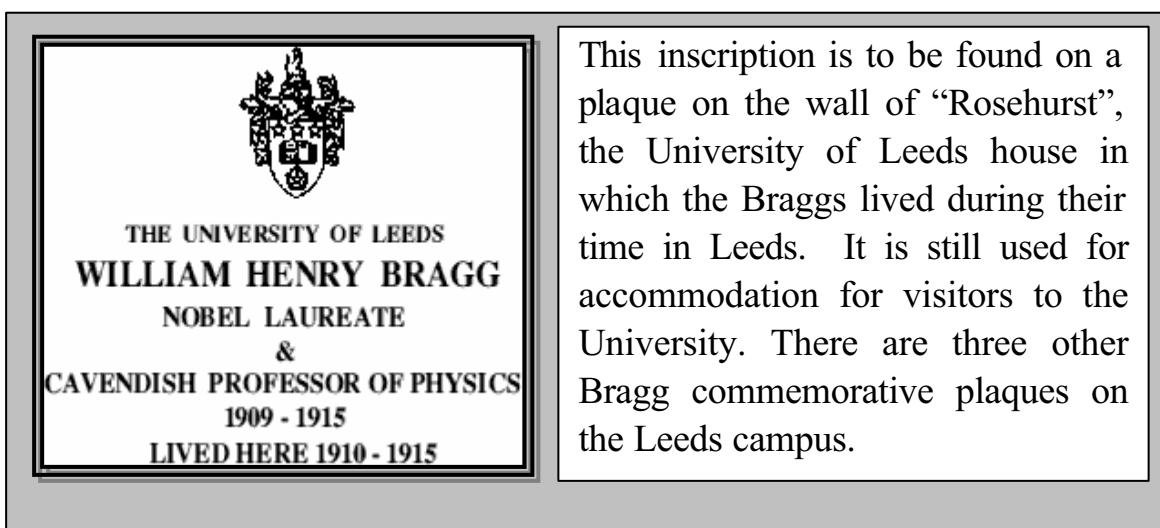 THE UNIVERSITY OF LEEDS
WILLIAM HENRY BRAGG
NOBEL LAUREATE
&
CAVENDISH PROFESSOR OF PHYSICS
1909 - 1915
LIVED HERE 1910 - 1915
This inscription is to be found on a
plaque on the wall of “Rosehurst”,
the University of Leeds house in
which the Braggs lived during their
time in Leeds. It is still used for
accommodation for visitors to the
University. There are three other
Bragg commemorative plaques on
the Leeds campus.